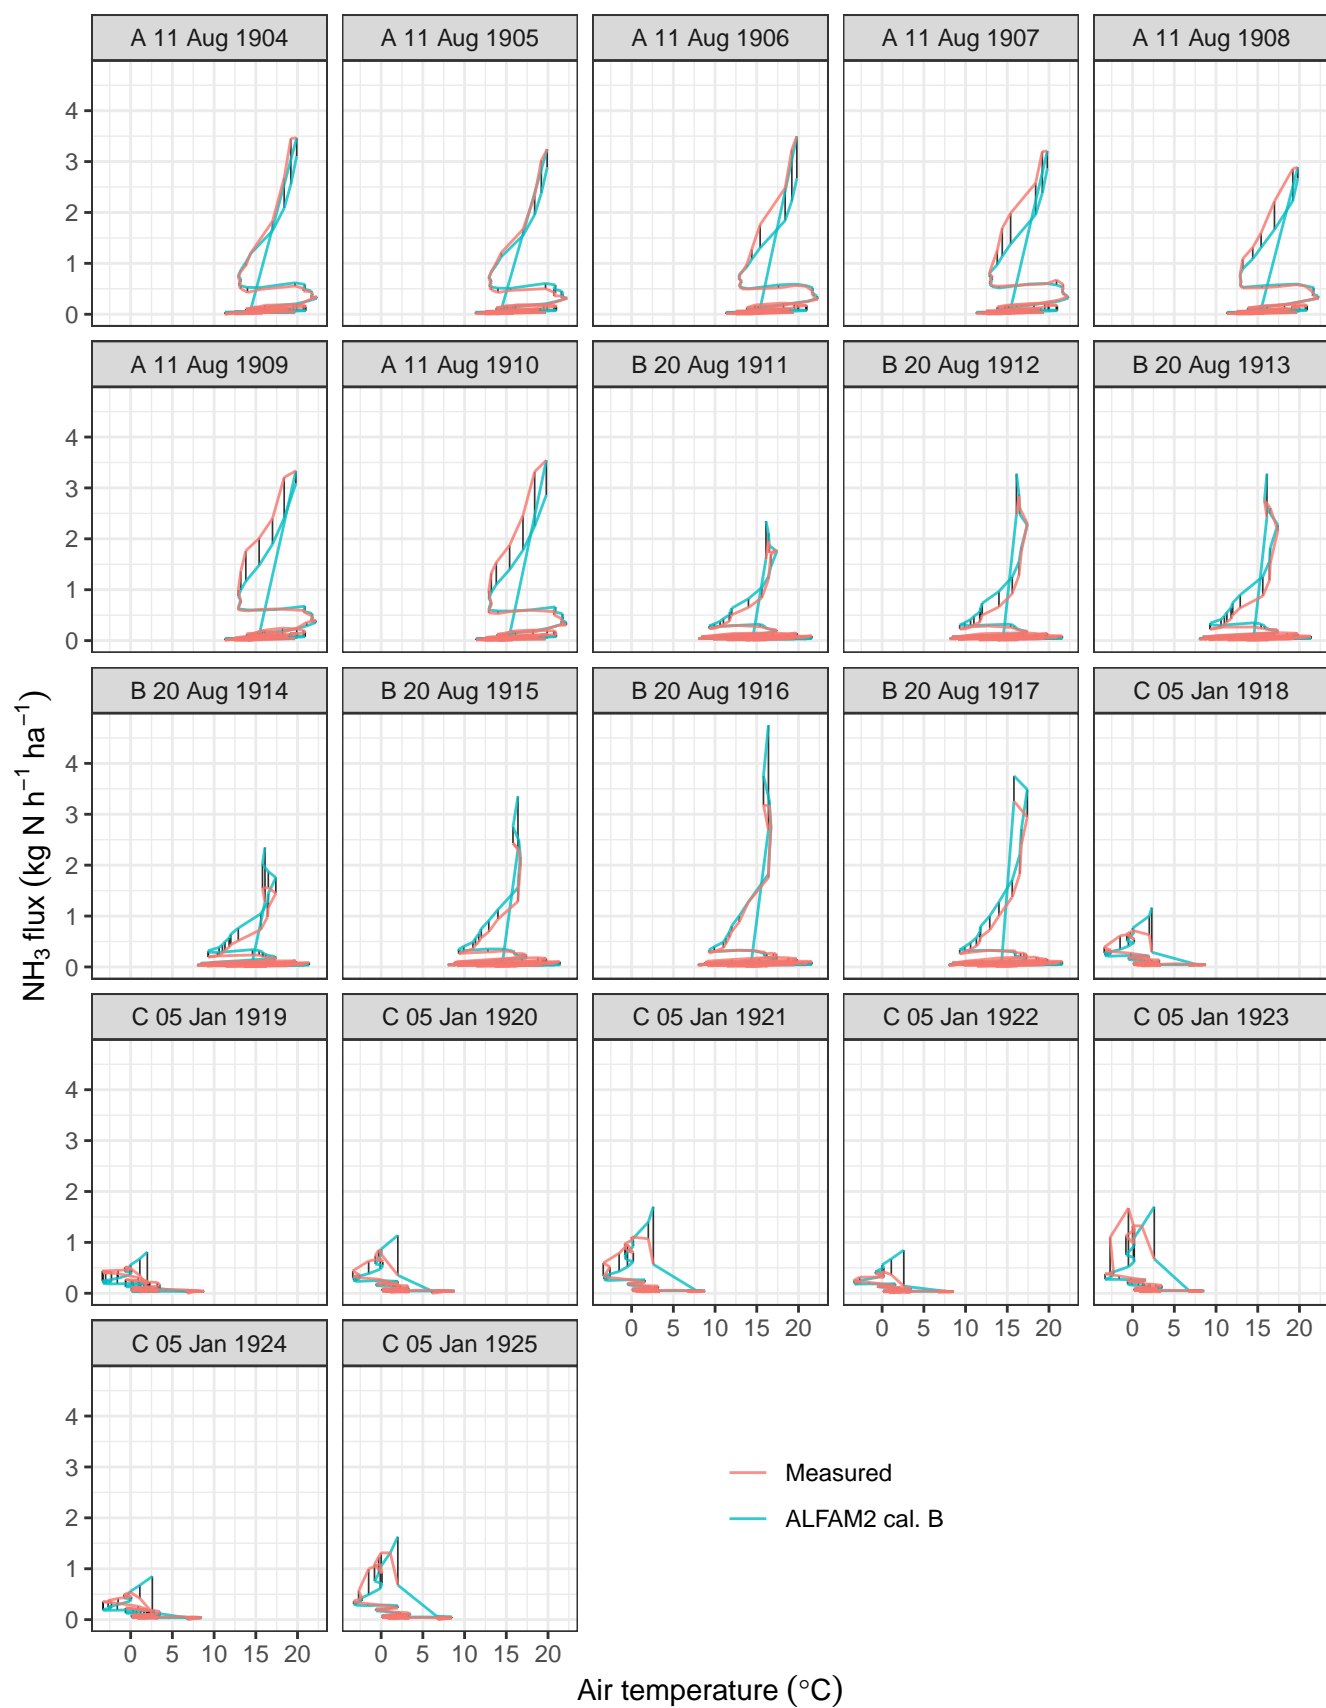 A 11 Aug 1904
A 11 Aug 1905
A 11 Aug 1906
A 11 Aug 1907
A 11 Aug 1908
4
3
2
1
0
A 11 Aug 1909
A 11 Aug 1910
B 20 Aug 1911
B 20 Aug 1912
B 20 Aug 1913
4
3
2
1
0
B 20 Aug 1914
B 20 Aug 1915
B 20 Aug 1916
B 20 Aug 1917
C 05 Jan 1918
4
3
2
1
0
NH₃ flux (kg N h⁻¹ ha⁻¹)
C 05 Jan 1919
C 05 Jan 1920
C 05 Jan 1921
C 05 Jan 1922
C 05 Jan 1923
4
3
2
1
0
0 5 10 15 20
0 5 10 15 20
0 5 10 15 20
C 05 Jan 1924
C 05 Jan 1925
4
3
2
1
0
0 5 10 15 20
0 5 10 15 20
Measured
ALFAM2 cal. B
Air temperature (°C)